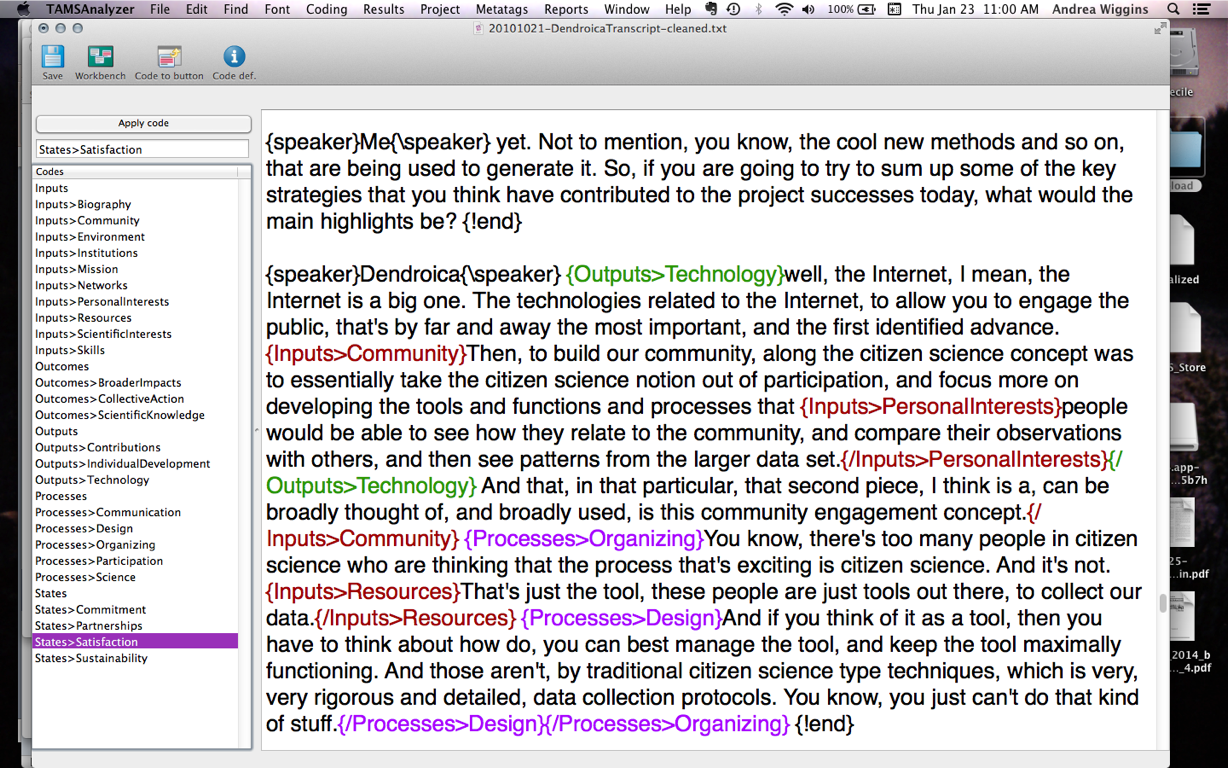 TAMSAnalyzer File Edit Find Font Coding Results Project Metatags Reports Window Help 100% Thu Jan 23 11:00 AM Andrea Wiggins
20101021-DendroicaTranscript-cleaned.txt
Save Workbench Code to button Code def.
Apply code
States>Satisfaction
Codes
Inputs
Inputs>Biography
Inputs>Community
Inputs>Environment
Inputs>Institutions
Inputs>Mission
Inputs>Networks
Inputs>PersonalInterests
Inputs>Resources
Inputs>ScientificInterests
Inputs>Skills
Outcomes
Outcomes>BroaderImpacts
Outcomes>CollectiveAction
Outcomes>ScientificKnowledge
Outputs
Outputs>Contributions
Outputs>IndividualDevelopment
Outputs>Technology
Processes
Processes>Communication
Processes>Design
Processes>Organizing
Processes>Participation
Processes>Science
States
States>Commitment
States>Partnerships
States>Satisfaction
States>Sustainability
{speaker}Me{\speaker} yet. Not to mention, you know, the cool new methods and so on,
that are being used to generate it. So, if you are going to try to sum up some of the key
strategies that you think have contributed to the project successes today, what would the
main highlights be? {!end}
{speaker}Dendroica{\speaker} {Outputs>Technology}well, the Internet, I mean, the
Internet is a big one. The technologies related to the Internet, to allow you to engage the
public, that's by far and away the most important, and the first identified advance.
{Inputs>Community}Then, to build our community, along the citizen science concept was
to essentially take the citizen science notion out of participation, and focus more on
developing the tools and functions and processes that {Inputs>PersonalInterests}people
would be able to see how they relate to the community, and compare their observations
with others, and then see patterns from the larger data set.{/Inputs>PersonalInterests}{/
Outputs>Technology} And that, in that particular, that second piece, I think is a, can be
broadly thought of, and broadly used, is this community engagement concept.{/
Inputs>Community} {Processes>Organizing}You know, there's too many people in citizen
science who are thinking that the process that's exciting is citizen science. And it's not.
{Inputs>Resources}That's just the tool, these people are just tools out there, to collect our
data.{/Inputs>Resources} {Processes>Design}And if you think of it as a tool, then you
have to think about how do, you can best manage the tool, and keep the tool maximally
functioning. And those aren't, by traditional citizen science type techniques, which is very,
very rigorous and detailed, data collection protocols. You know, you just can't do that kind
of stuff.{/Processes>Design}{/Processes>Organizing} {!end}
ecile
load
alized
S_Store
.app-
...5b7h
25-
...in.pdf
_2014_b
..._4.pdf